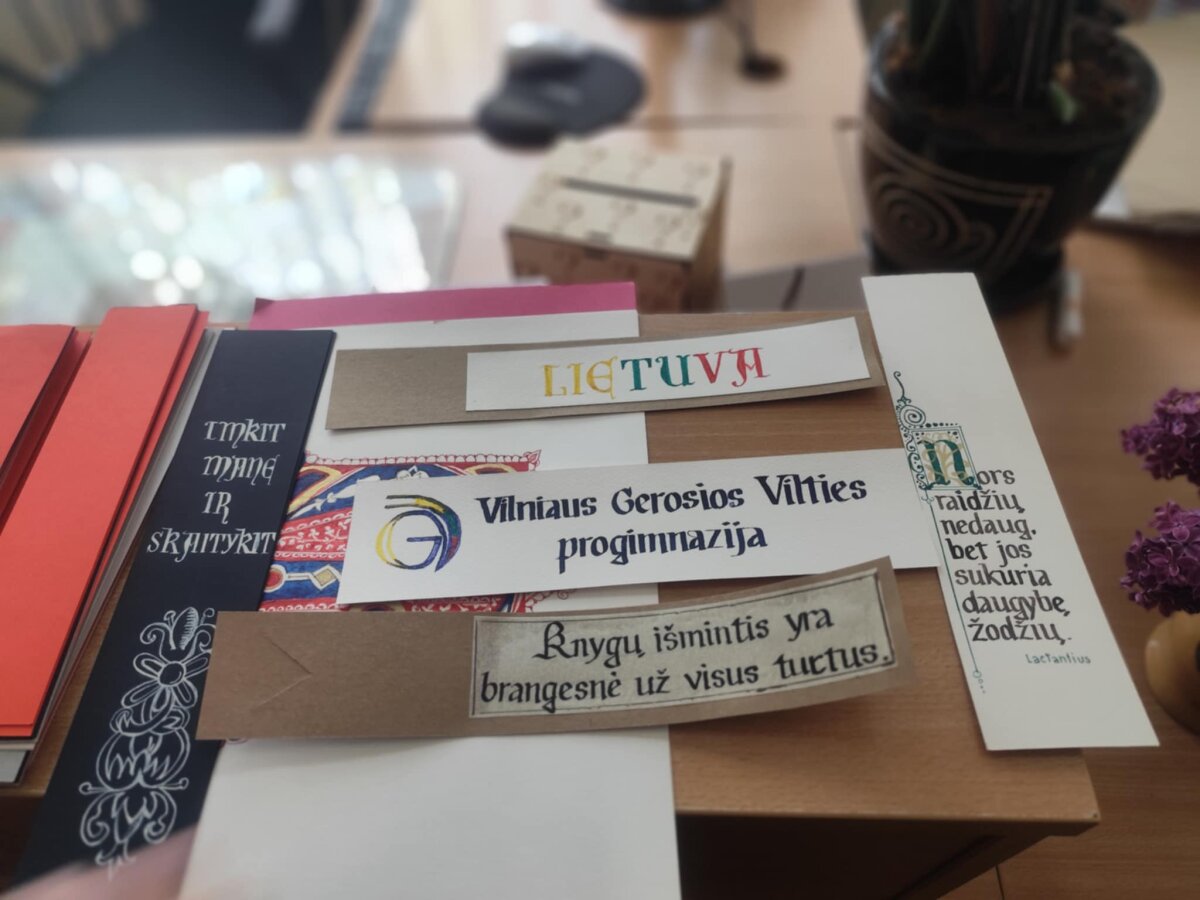 IMKIT
MANE
IR
SKAITYKIT
LIETUVA
G
Vilniaus Gerosios Vilties
progimnazija
Knygų išmintis yra
brangesnė už visus turtus.
Nors
raidžių
nedaug,
bet jos
sukuria
daugybę
žodžių.
Lactantius